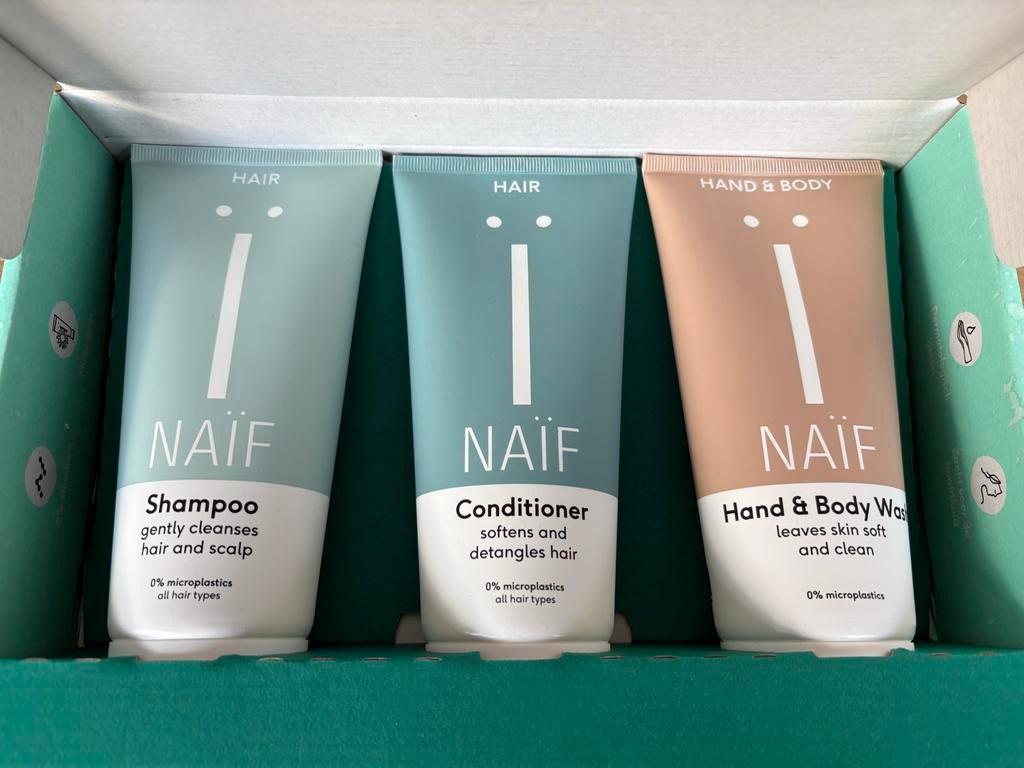 HAIR
NAÏF
Shampoo
gently cleanses
hair and scalp
0% microplastics
all hair types
HAIR
NAÏF
Conditioner
softens and
detangles hair
0% microplastics
all hair types
HAND & BODY
NAÏF
Hand & Body Wash
leaves skin soft
and clean
0% microplastics